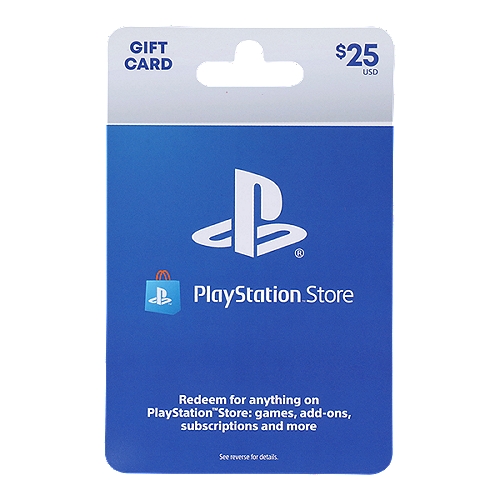 GIFT
CARD
$25
USD
®
PlayStation.Store
Redeem for anything on
PlayStation™Store: games, add-ons,
subscriptions and more
See reverse for details.